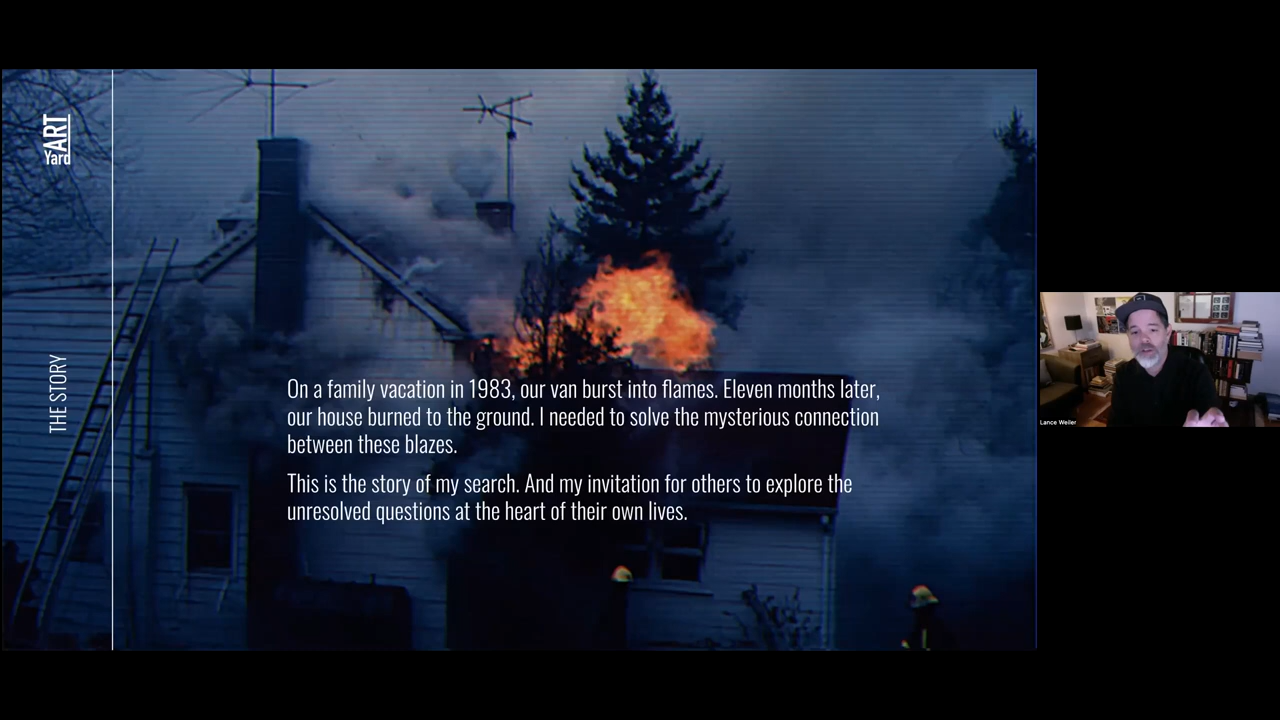 ART
Yard
THE STORY
On a family vacation in 1983, our van burst into flames. Eleven months later,
our house burned to the ground. I needed to solve the mysterious connection
between these blazes.
This is the story of my search. And my invitation for others to explore the
unresolved questions at the heart of their own lives.
Lance Weiler